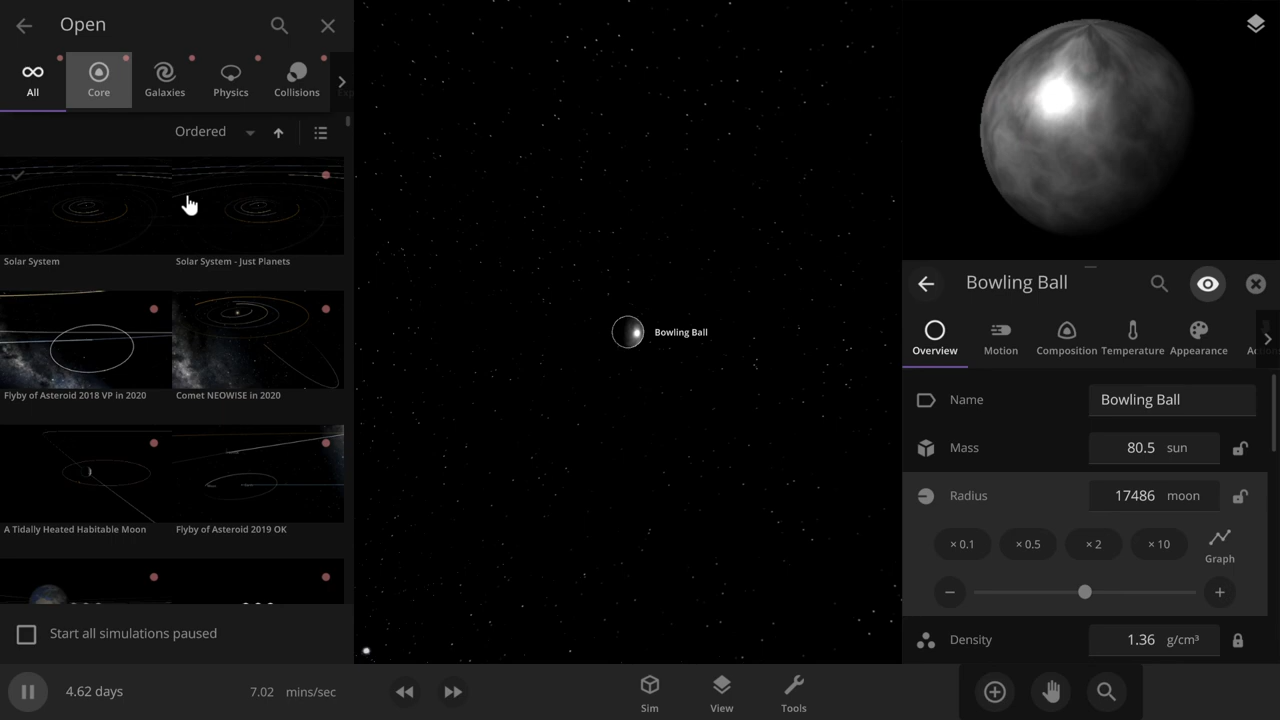 Open
All
Core
Galaxies
Physics
Collisions
Ordered
Solar System
Solar System - Just Planets
Flyby of Asteroid 2018 VP in 2020
Comet NEOWISE in 2020
A Tidally Heated Habitable Moon
Flyby of Asteroid 2019 OK
Start all simulations paused
4.62 days
7.02 mins/sec
Bowling Ball
Sim
View
Tools
Bowling Ball
Overview
Motion
Composition
Temperature
Appearance
Name
Bowling Ball
Mass
80.5 sun
Radius
17486 moon
× 0.1
× 0.5
× 2
× 10
Graph
Density
1.36 g/cm³